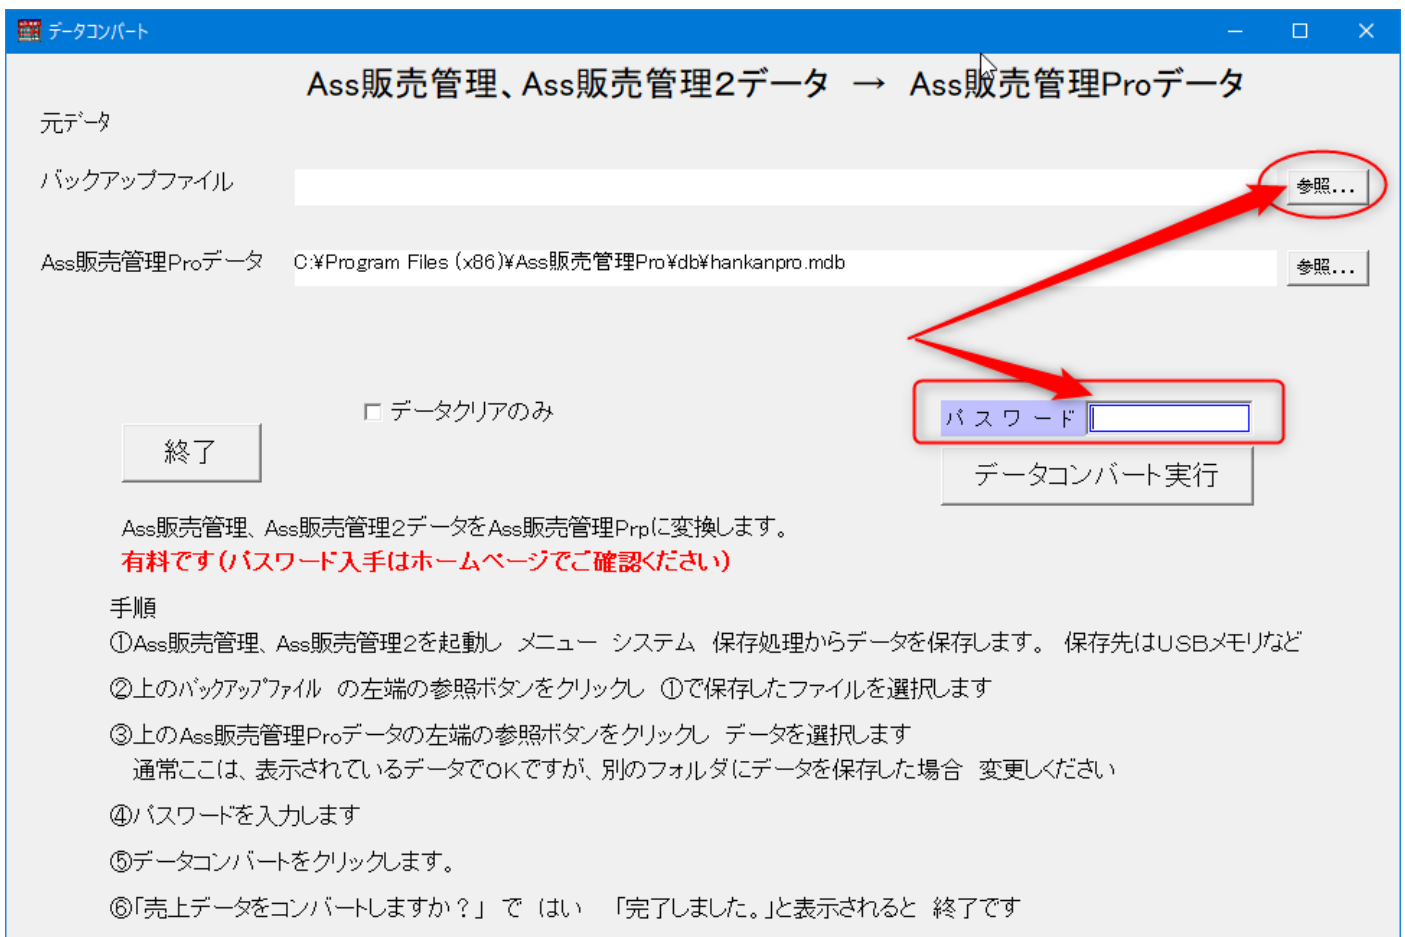 データコンバート
Ass販売管理、Ass販売管理2データ → Ass販売管理Proデータ
元データ
バックアップファイル
参照...
Ass販売管理Proデータ
C:¥Program Files (x86)¥Ass販売管理Pro¥db¥hankanpro.mdb
参照...
データクリアのみ
パスワード
終了
データコンバート実行
Ass販売管理、Ass販売管理2データをAss販売管理Prpに変換します。
有料です(パスワード入手はホームページでご確認ください)
手順
①Ass販売管理、Ass販売管理2を起動し メニュー システム 保存処理からデータを保存します。 保存先はUSBメモリなど
②上のバックアップファイル の左端の参照ボタンをクリックし ①で保存したファイルを選択します
③上のAss販売管理Proデータの左端の参照ボタンをクリックし データを選択します
通常ここは、表示されているデータでOKですが、別のフォルダにデータを保存した場合 変更しください
④パスワードを入力します
⑤データコンバートをクリックします。
⑥「売上データをコンバートしますか?」 で はい 「完了しました。」と表示されると 終了です